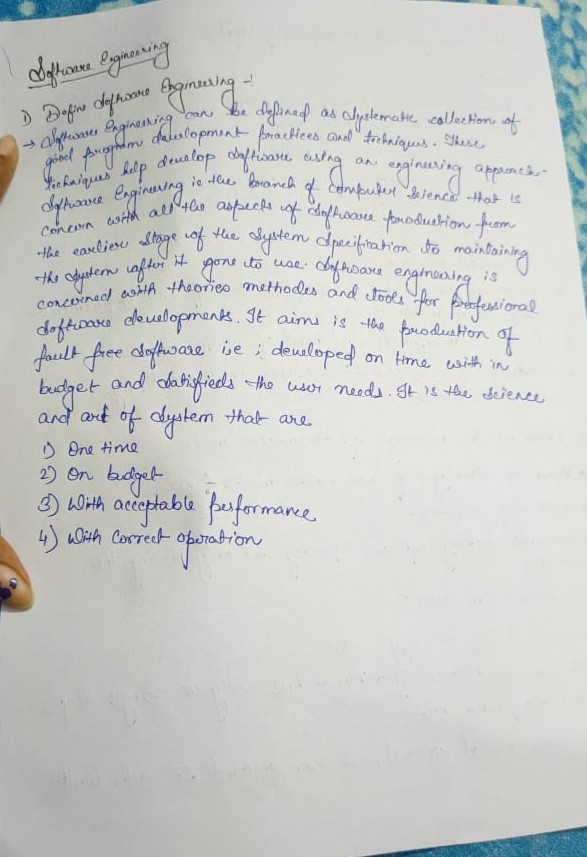 Software Engineering
1) Define Software Engineering -:
→ Software Engineering can be defined as systematic collection of
good program development practices and techniques. These
techniques help develop software using an engineering approach.
Software Engineering is the branch of computer science that is
concern with all the aspects of software production from
the earlier stage of the system specification to maintaining
the system after it gone to use. Software engineering is
concerned with theories methodes and tools for professional
software developments. It aims is the production of
fault free software i.e ; developed on time with in
budget and satisfieds the user needs. It is the science
and art of system that are
1) One time
2) On budget
3) With acceptable performance
4) With correct operation